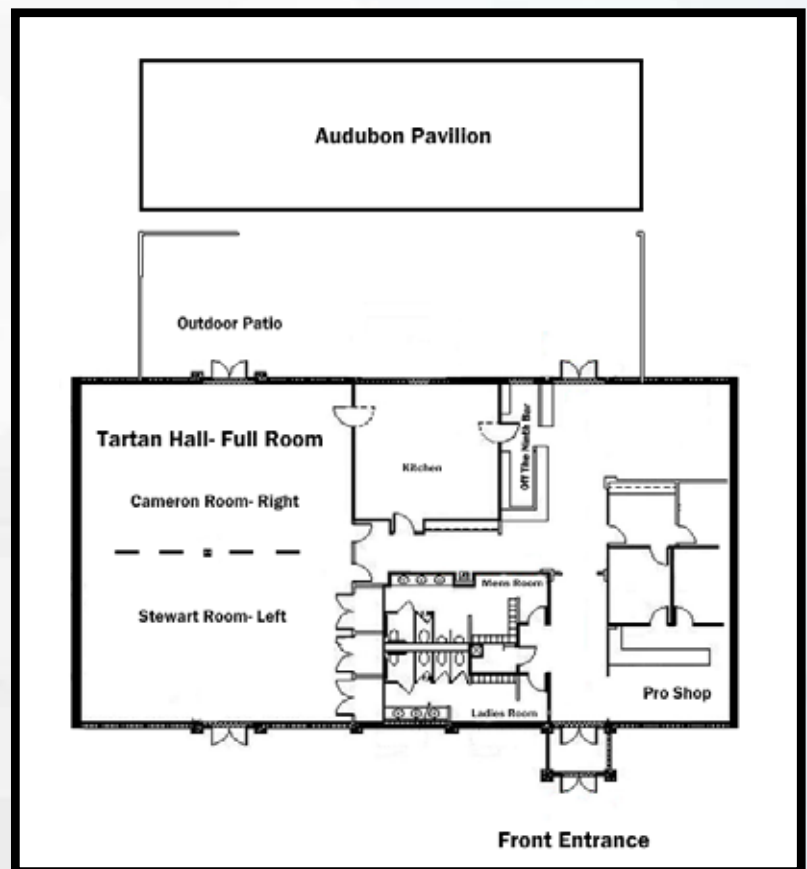 Audubon Pavilion
Outdoor Patio
Tartan Hall- Full Room
Off The Ninth Bar
Kitchen
Cameron Room- Right
Mens Room
Stewart Room- Left
Pro Shop
Ladies Room
Front Entrance